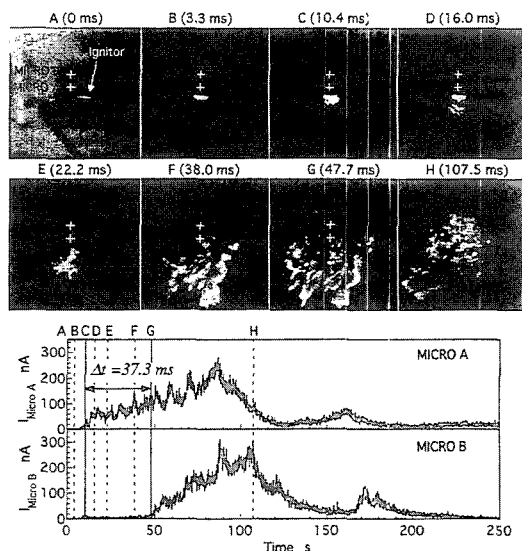 A (0 ms) B (3.3 ms) C (10.4 ms) D (16.0 ms)
Ignitor
MICRO
MICRO
E (22.2 ms) F (38.0 ms) G (47.7 ms) H (107.5 ms)
A B C D E F G H
I Micro A nA
300
200
100
0
Δt =37.3 ms
MICRO A
I Micro B nA
300
200
100
0
MICRO B
0 50 100 150 200 250
Time s